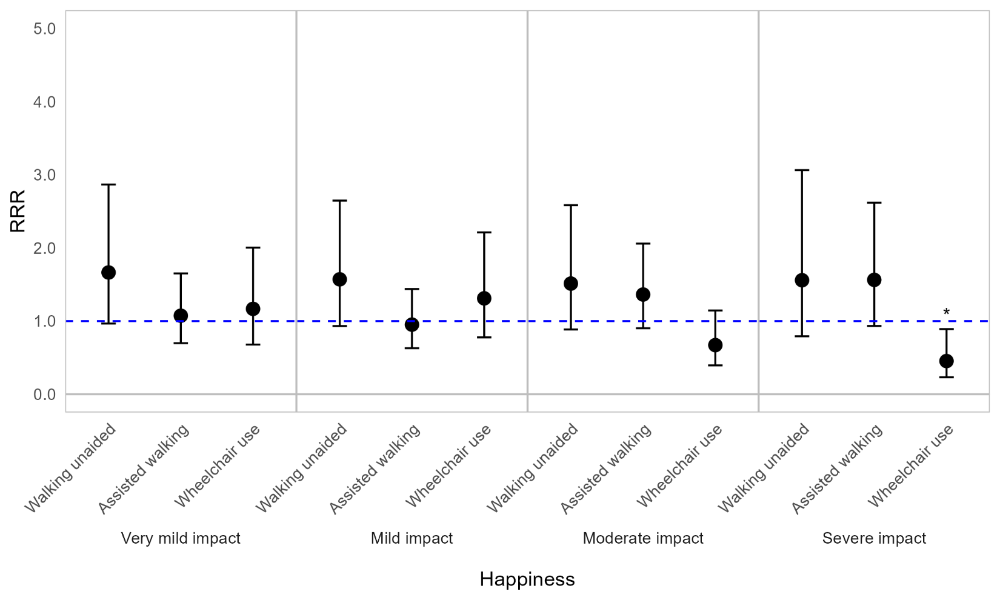 5.0
4.0
3.0
2.0
1.0
0.0
RRR
*
Walking unaided
Assisted walking
Wheelchair use
Walking unaided
Assisted walking
Wheelchair use
Walking unaided
Assisted walking
Wheelchair use
Walking unaided
Assisted walking
Wheelchair use
Very mild impact
Mild impact
Moderate impact
Severe impact
Happiness